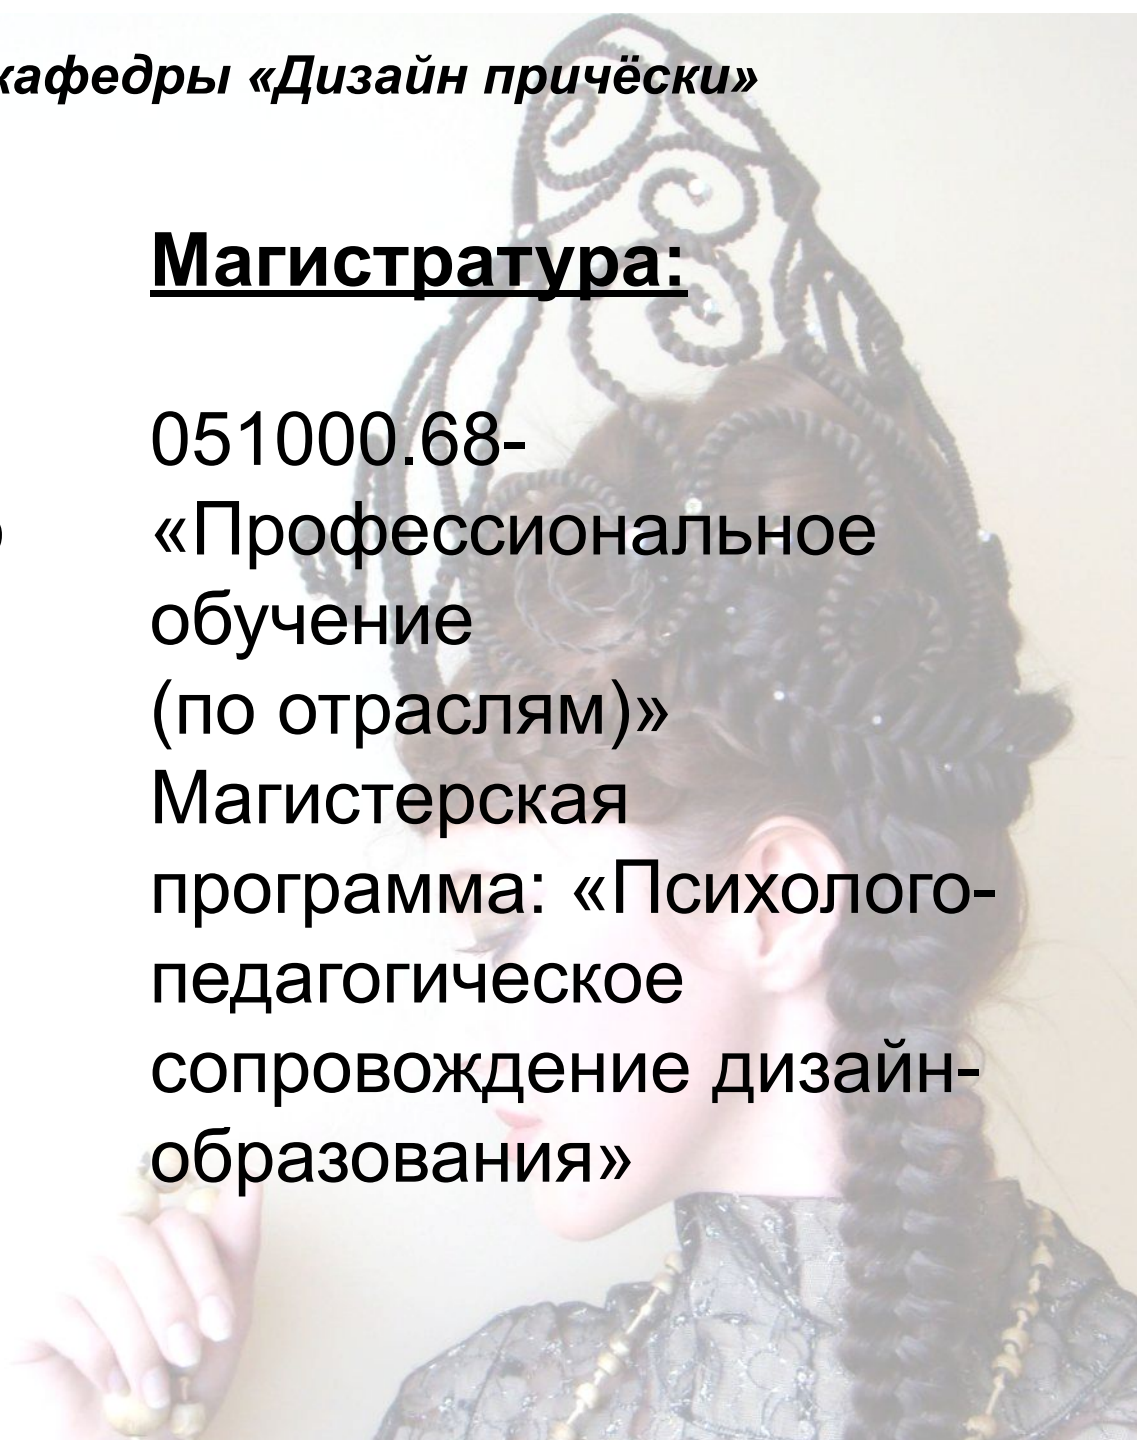 кафедры «Дизайн причёски»
Магистратура:
051000.68-
«Профессиональное
обучение
(по отраслям)»
Магистерская
программа: «Психолого-
педагогическое
сопровождение дизайн-
образования»